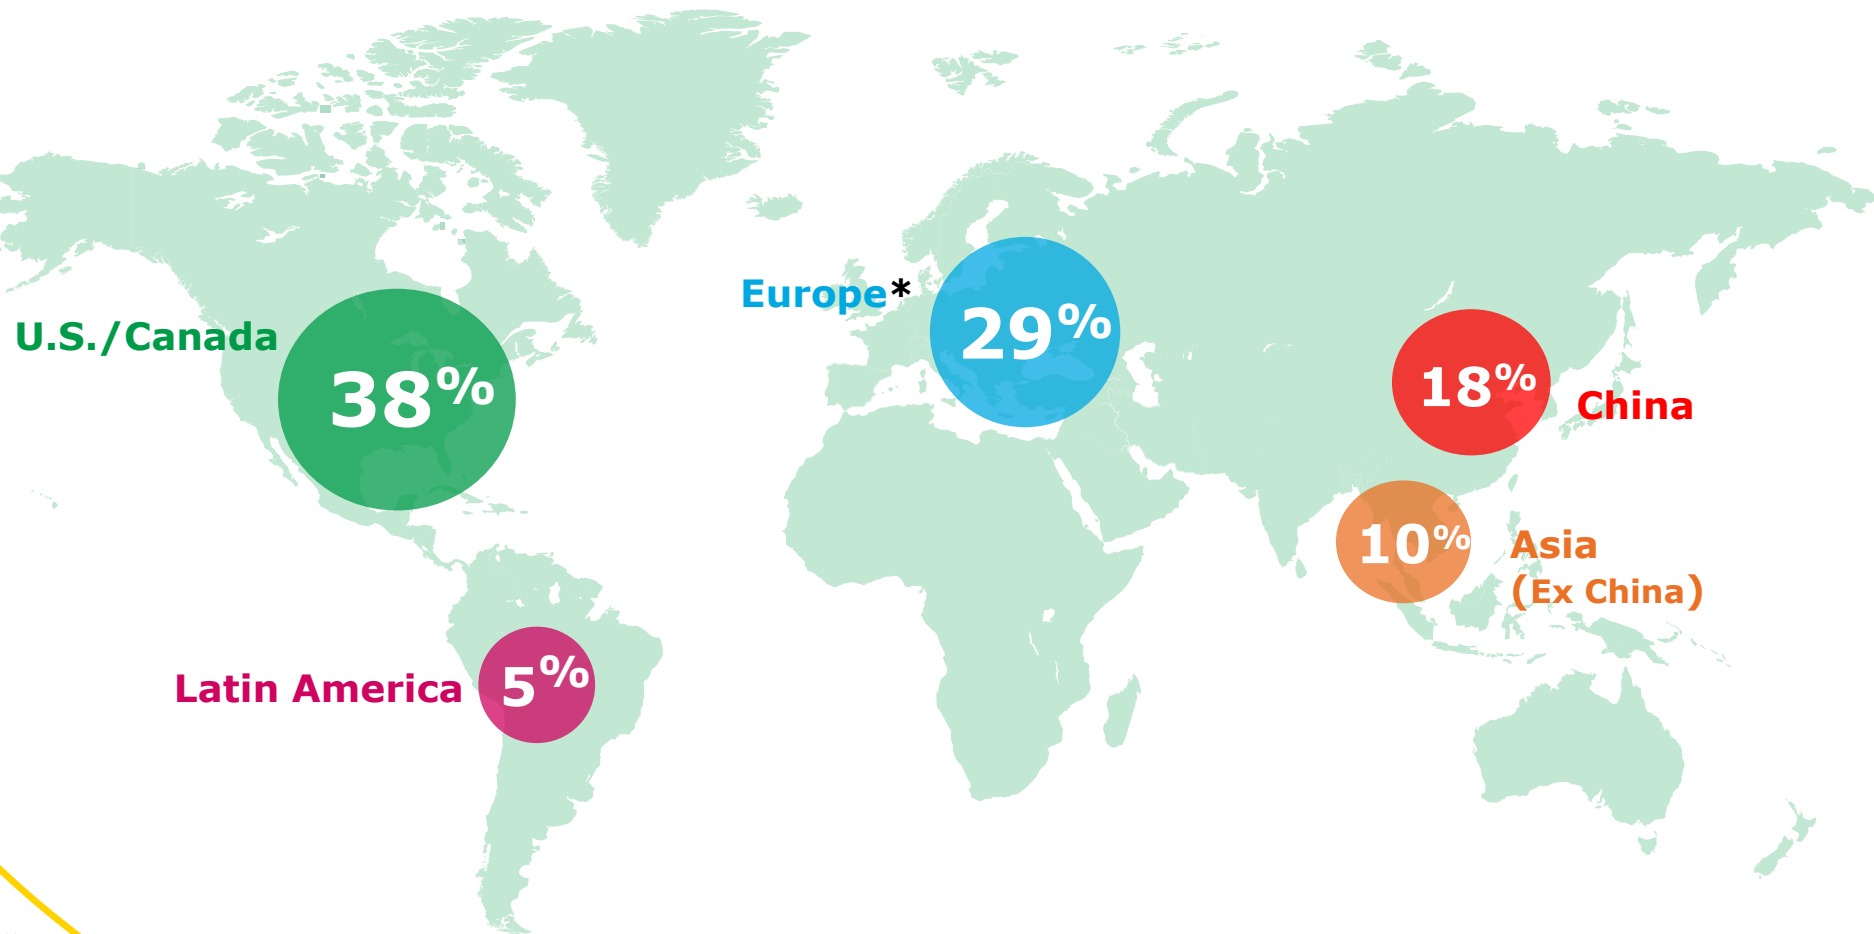 U.S./Canada
38%
Europe*
29%
18%
China
10%
Asia
(Ex China)
Latin America
5%